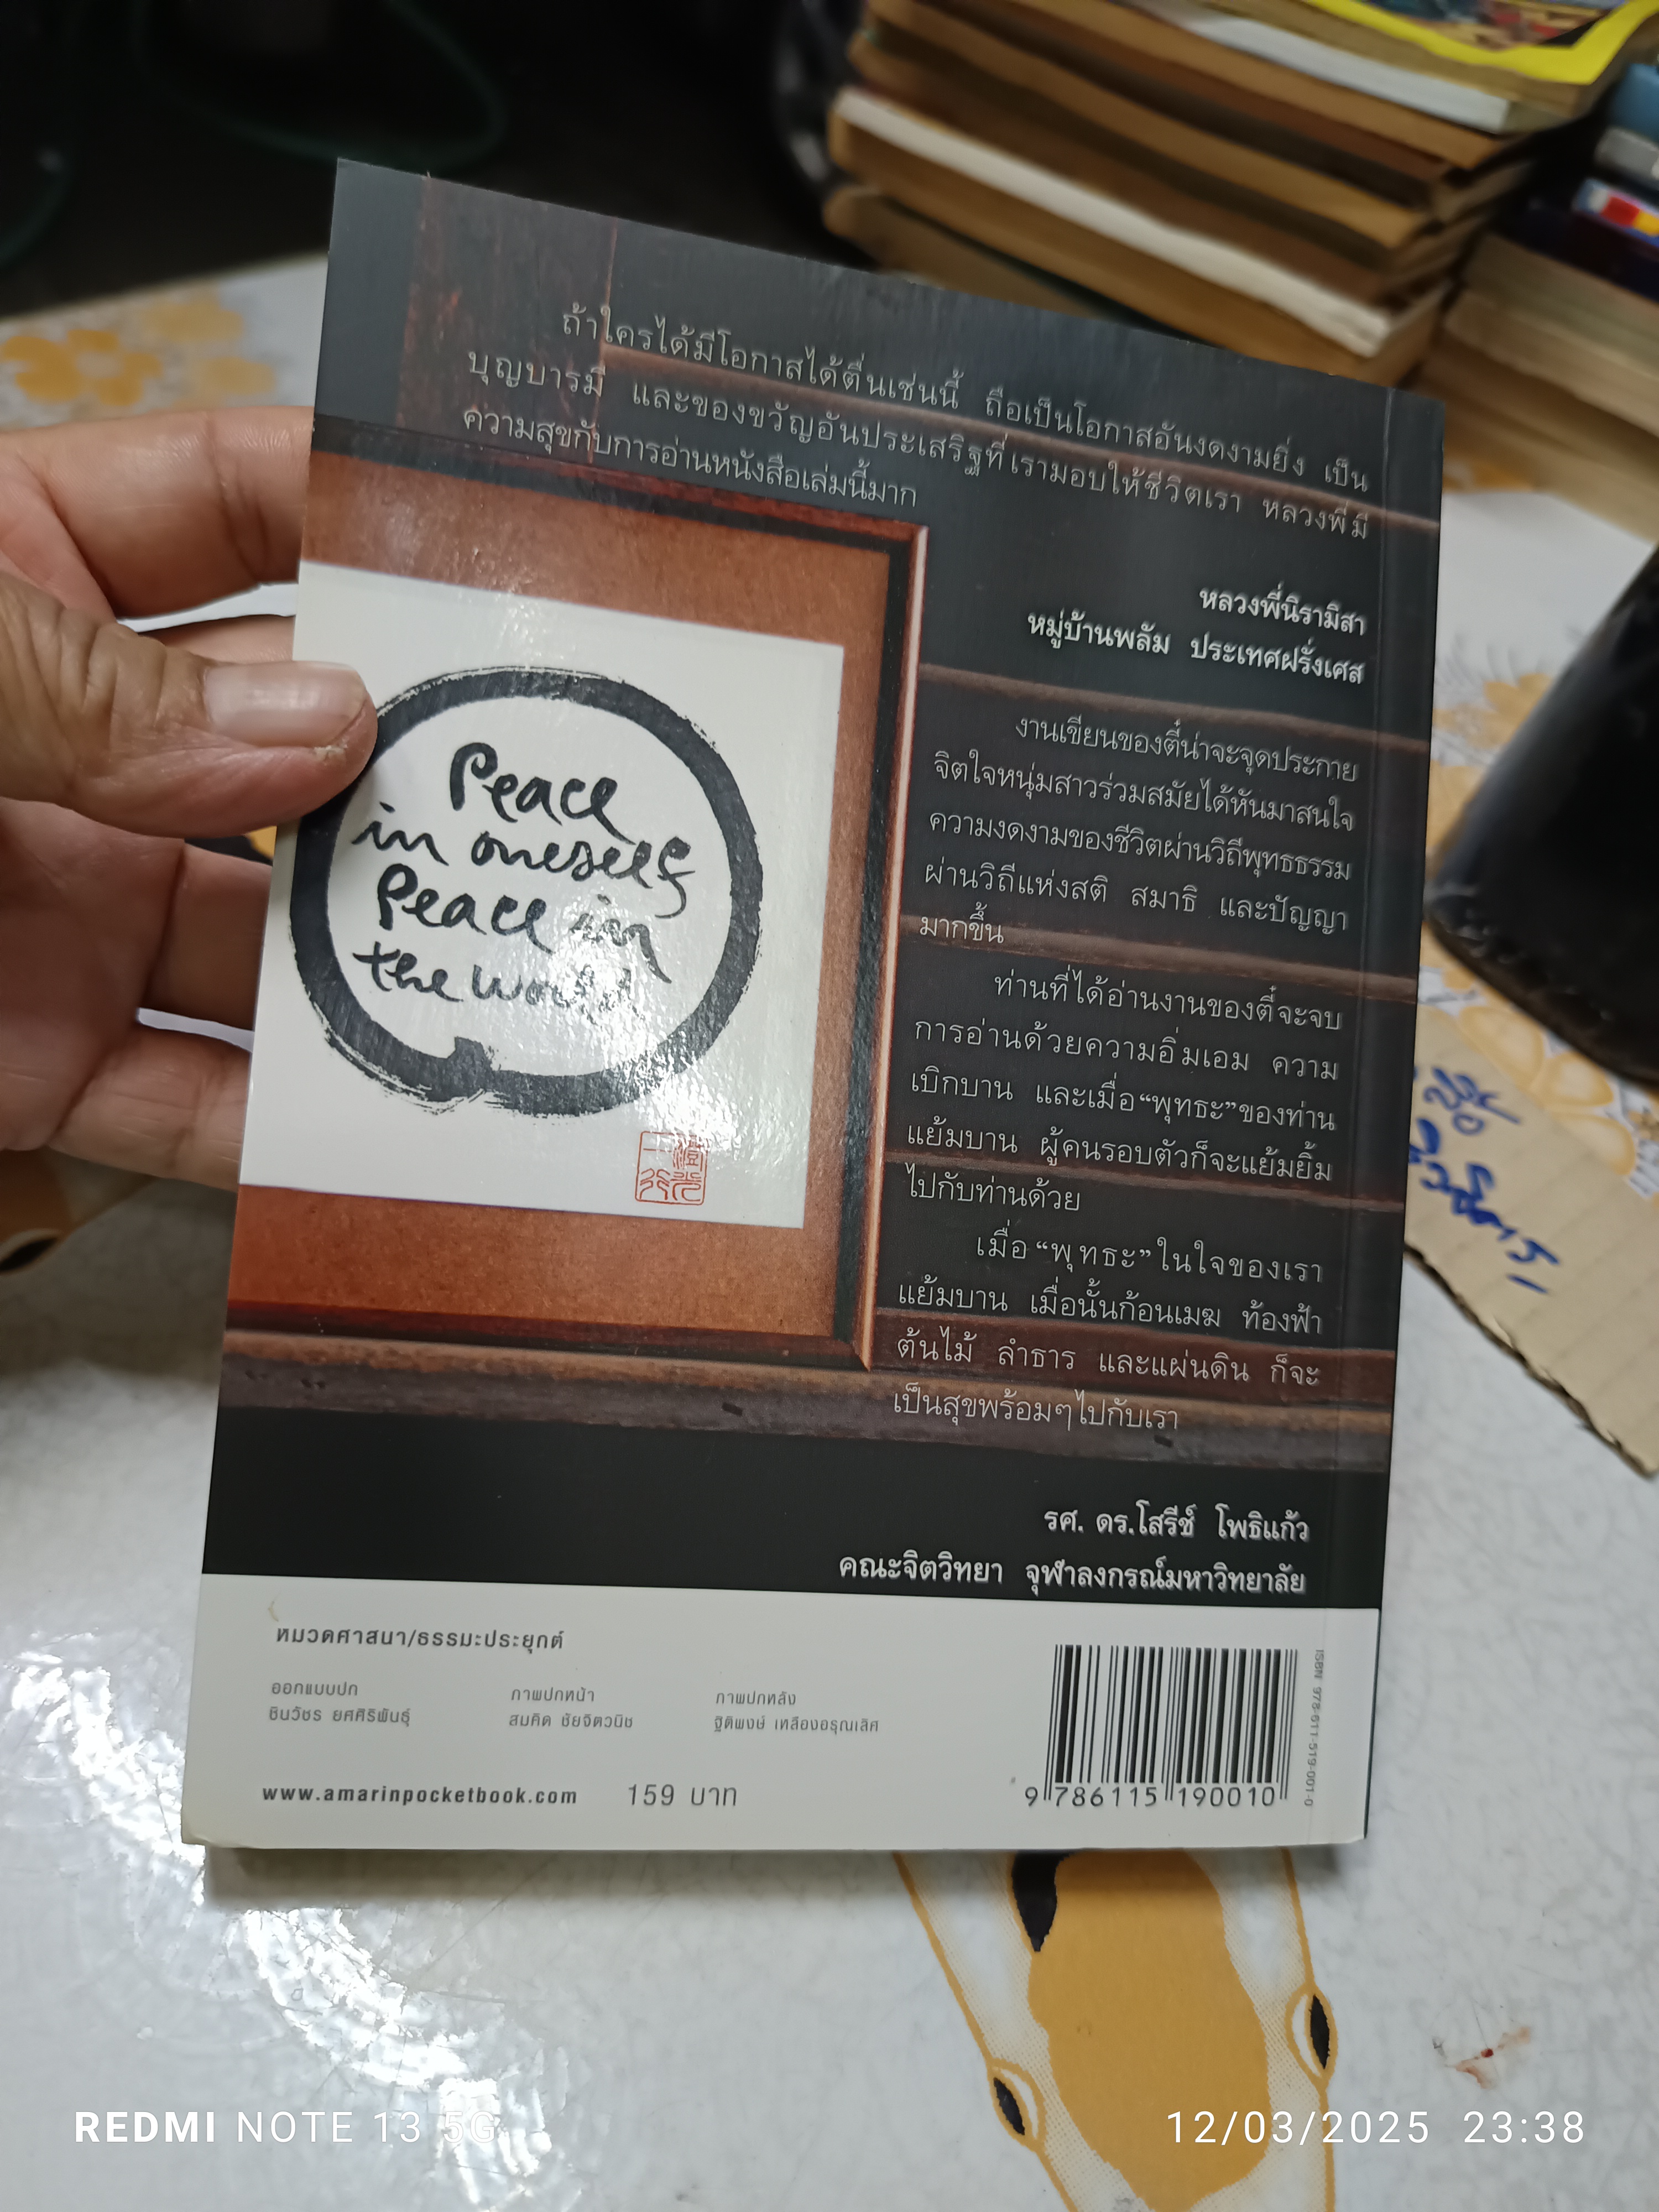 ถ้าใครได้มีโอกาสได้ตื่นเช่นนี้ ถือเป็นโอกาสอันงดงามยิ่ง เป็น
บุญบารมี และของขวัญอันประเสริฐที่เรามอบให้ชีวิตเรา หลวงพี่มี
ความสุขกับการอ่านหนังสือเล่มนี้มาก
หลวงพี่นิรามิสา
หมู่บ้านพลัม ประเทศฝรั่งเศส
Peace
in oneself
Peace in
the world
งานเขียนของตี๋น่าจะจุดประกาย
จิตใจหนุ่มสาวร่วมสมัยได้หันมาสนใจ
ความงดงามของชีวิตผ่านวิถีพุทธธรรม
ผ่านวิถีแห่งสติ สมาธิ และปัญญา
มากขึ้น
ท่านที่ได้อ่านงานของตี๋จะจบ
การอ่านด้วยความอิ่มเอม ความ
เบิกบาน และเมื่อ“พุทธะ”ของท่าน
แย้มบาน ผู้คนรอบตัวก็จะแย้มยิ้ม
ไปกับท่านด้วย
เมื่อ“พุทธะ”ในใจของเรา
แย้มบาน เมื่อนั้นก้อนเมฆ ท้องฟ้า
ต้นไม้ ลำธาร และแผ่นดิน ก็จะ
เป็นสุขพร้อมๆไปกับเรา
รศ. ดร.โสรีช์ โพธิแก้ว
คณะจิตวิทยา จุฬาลงกรณ์มหาวิทยาลัย
หมวดศาสนา/ธรรมะประยุกต์
ออกแบบปก
ชินวัชร ยศศิริพันธุ์
ภาพปกหน้า
สมคิด ชัยจิตวนิช
ภาพปกหลัง
ฐิติพงษ์ เหลืองอรุณเลิศ
www.amarinpocketbook.com 159 บาท
ISBN 978-611-519-001-0
9 786115 190010
REDMI NOTE 13 5G
12/03/2025 23:38